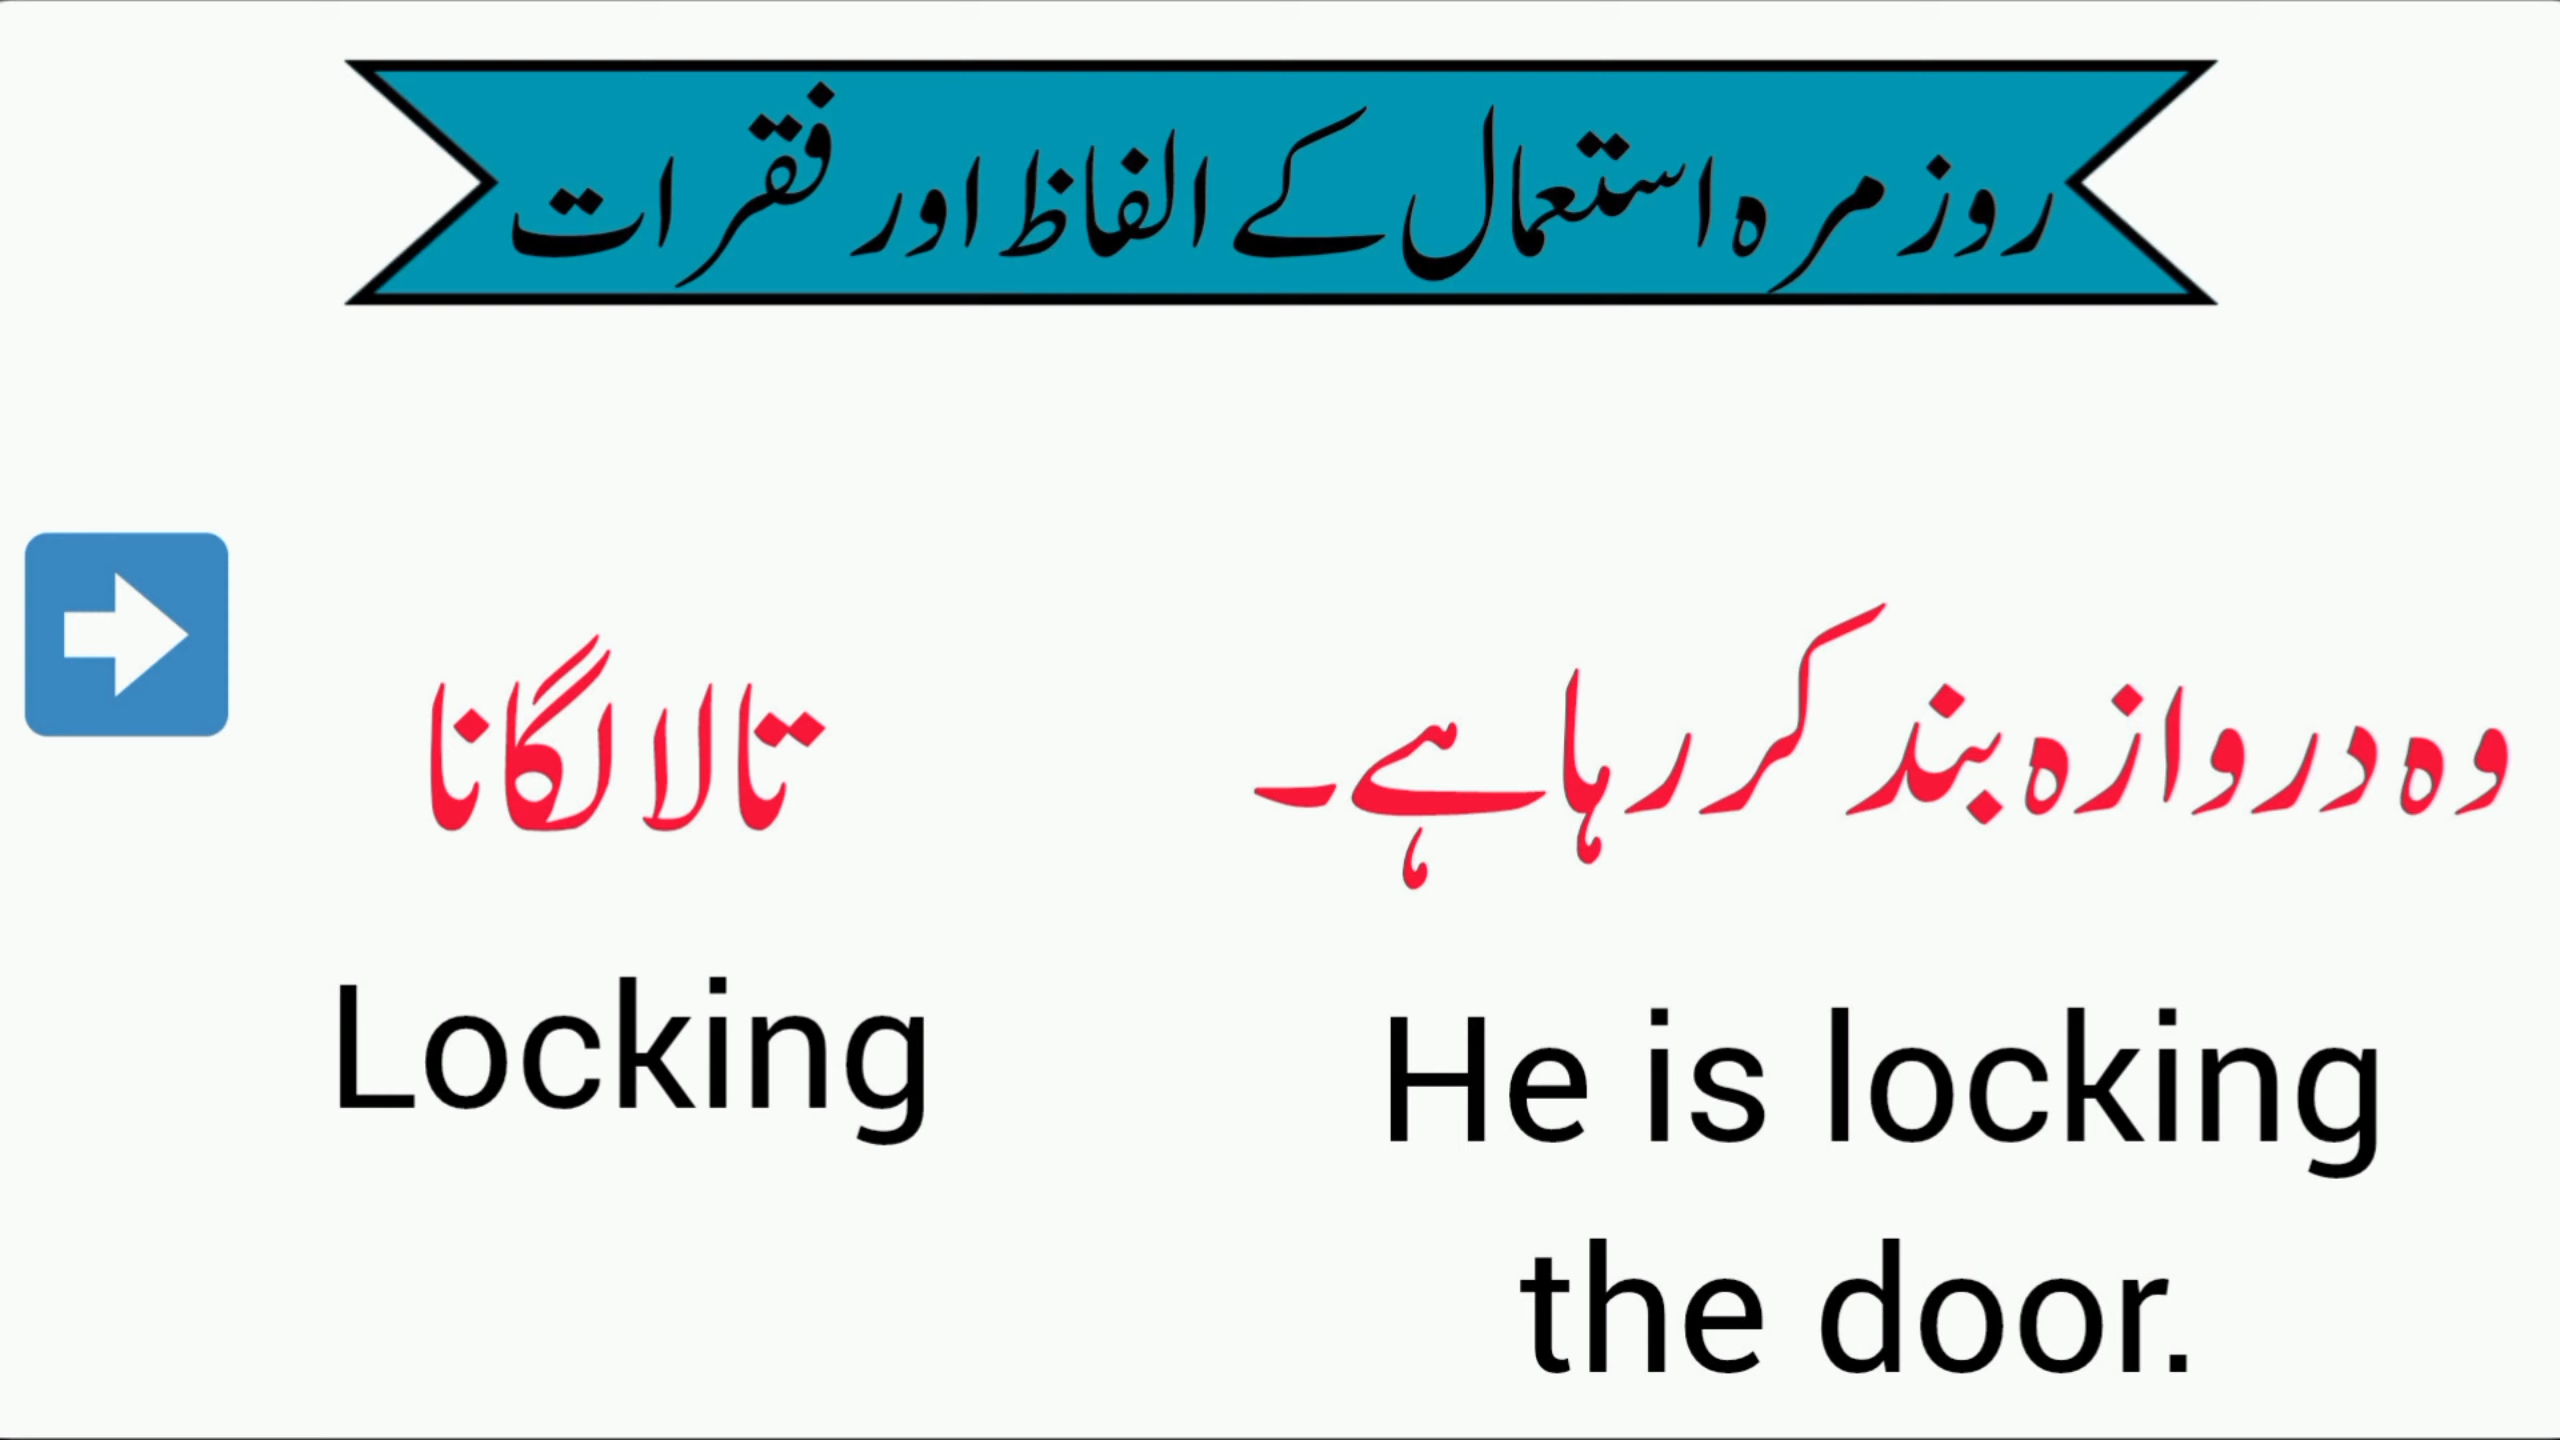 روزمرہ استعمال کے الفاظ اور فقرات
تالا لگانا
Locking
وہ دروازہ بند کر رہا ہے۔
He is locking
the door.